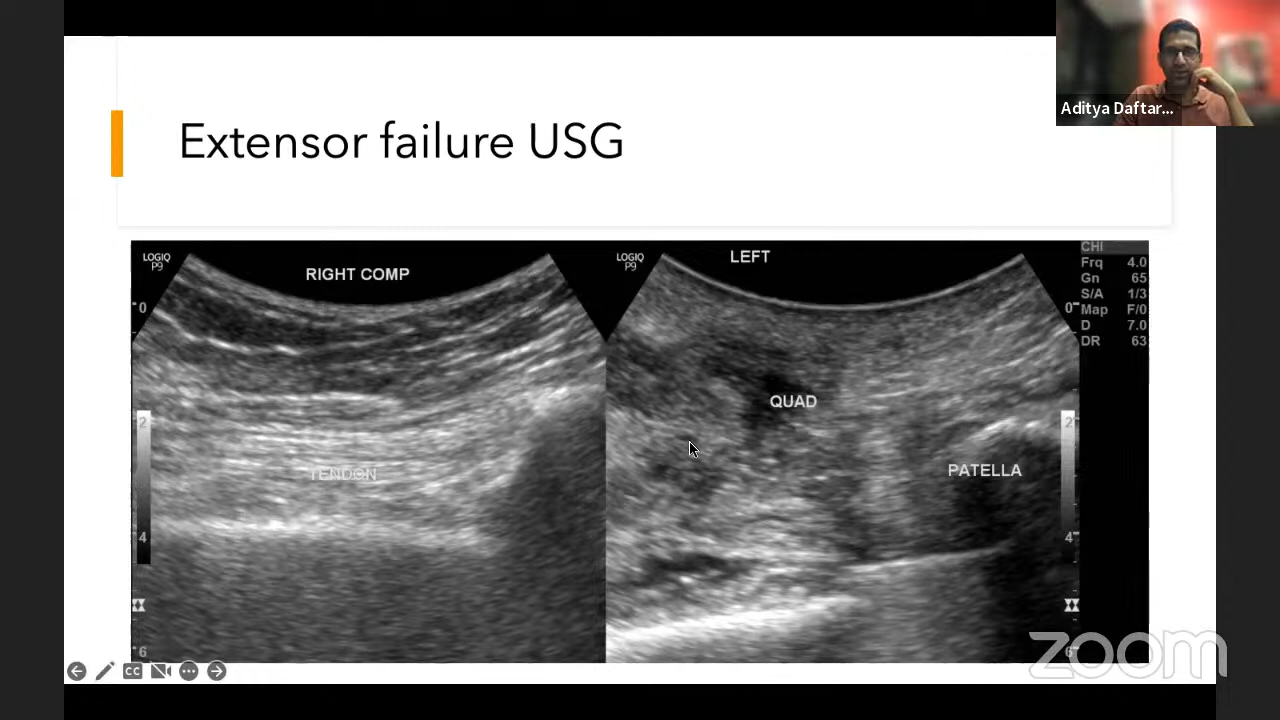 Aditya Daftar...
Extensor failure USG
LOGIQ
P9
RIGHT COMP
0
2
TENDON
4
6
LOGIQ
P9
LEFT
QUAD
PATELLA
0
2
4
6
CHI
Frq 4.0
Gn 65
S/A 1/3
Map F/0
D 7.0
DR 63
CC
zoom